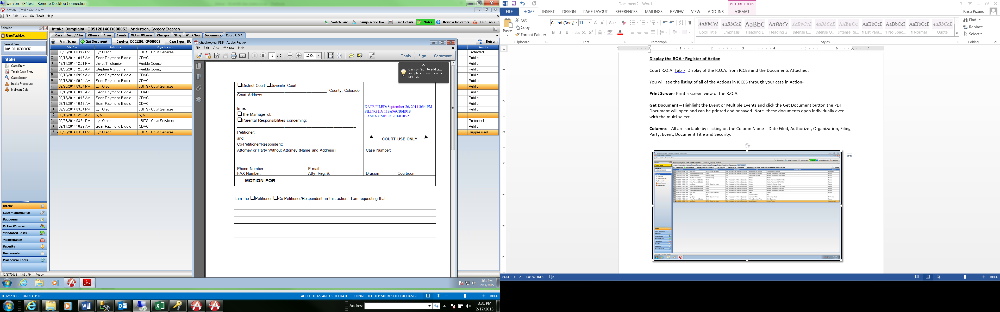 win7profx86test - Remote Desktop Connection
Action - [Intake Complaint]
File Edit View Go Tools Help
Switch Case Assign WorkFlow Case Details Notes Review Indicators Case Tools
Selection
Intake Complaint - D0512014CR000052 - Anderson, Gregory Stephen
UserTaskList
Case Daid / Alias Offense Arrest Events Victim Witness Charges Filing WorkFlow Documents Court R.O.A.
Print Screen Get Document CaseNo: D0512014CR000052 Case Type: BU
Refresh
Current Case
D0512014CR000052
Date Filed Authorizer Organization Security
1 09/26/2014 03:47 PM Lyn Olson JBITS - Court Services Protected
2 09/12/2014 10:15 AM Sean Raymond Biddle CDAC Public
3 12/11/2014 12:01 PM Janet Thielemier Pueblo County Public
4 01/08/2015 12:00 AM Stephen A Groome Pueblo County Public
5 09/12/2014 09:24 AM Sean Raymond Biddle CDAC Public
6 09/12/2014 09:24 AM Sean Raymond Biddle CDAC Public
7 09/26/2014 03:34 PM Lyn Olson JBITS - Court Services Public
8 09/12/2014 10:16 AM Sean Raymond Biddle CDAC Public
9 09/12/2014 10:16 AM Sean Raymond Biddle CDAC Public
10 09/12/2014 10:15 AM Sean Raymond Biddle CDAC Public
11 09/26/2014 03:34 PM Lyn Olson JBITS - Court Services Public
12 09/10/2014 12:00 AM N/A N/A
13 09/26/2014 03:34 PM Lyn Olson JBITS - Court Services Protected
14 09/11/2014 10:29 AM Sean Raymond Biddle CDAC Public
15 09/26/2014 03:34 PM Lyn Olson JBITS - Court Services Suppressed
Intake
Case Entry
Traffic Case Entry
Case Search
Intake Prosecutor
Maintain Daid
Intake
Case Maintenance
Subpoena
Victim Witness
Mandated Costs
Maintenance
Security
Documents
Prosecutor Tools
2/17/2015 3:31 PM Ready...
yhoahory.eql.PDF - Adobe Reader
File Edit View Window Help
1 / 2 100% Tools Sign Comment
Click on Sign to add text
and place signature on a
PDF File.
District Court Juvenile Court
County, Colorado
Court Address:
In re:
The Marriage of:
Parental Responsibilities concerning:
Petitioner:
and
Co-Petitioner/Respondent:
DATE FILED: September 26, 2014 3:34 PM
FILING ID: 118A96CB6E918
CASE NUMBER: 2014CR52
COURT USE ONLY
Attorney or Party Without Attorney (Name and Address):
Case Number:
Phone Number: E-mail:
FAX Number: Atty. Reg. #:
Division Courtroom
MOTION FOR
I am the Petitioner Co-Petitioner/Respondent in this action. I am requesting that:
3:31 PM
2/17/2015
ITEMS: 803 UNREAD: 16
ALL FOLDERS ARE UP TO DATE. CONNECTED TO: MICROSOFT EXCHANGE 100%
Address
3:31 PM
2/17/2015
Document2 - Word
PICTURE TOOLS
FILE HOME INSERT DESIGN PAGE LAYOUT REFERENCES MAILINGS REVIEW VIEW ADD-INS FORMAT
Kristi Pizano
Paste
Cut
Copy
Format Painter
Clipboard
Calibri (Body) 11
Font
Paragraph
AaBbCcI Book Title
AaBbCcL Emphasis
AaBbC Heading 1
AaBbCc Heading 2
AaBbCcL Intense E...
AaBbCcL Intense Q...
AaBbCc Intense Re...
AaBbCcI ¶ List Para...
AaBbCcI ¶ No Spac...
AaBbCcI ¶ Normal
AaBbCcL Quote
Styles
Find
Replace
Select
Editing
Display the ROA - Register of Action
Court R.O.A. Tab - Display of the R.O.A. from ICCES and the Documents Attached.
You will see the listing of all of the Actions in ICCES through your case in Action-
Print Screen- Print a screen view of the R.O.A.
Get Document – Highlight the Event or Multiple Events and click the Get Document button the PDF
Document will open and can be printed and or saved. Note- these documents open individually even
with the multi-select.
Columns – All are sortable by clicking on the Column Name – Date Filed, Authorizer, Organization, Filing
Party, Event, Document Title and Security.
PAGE 1 OF 2 148 WORDS
100%